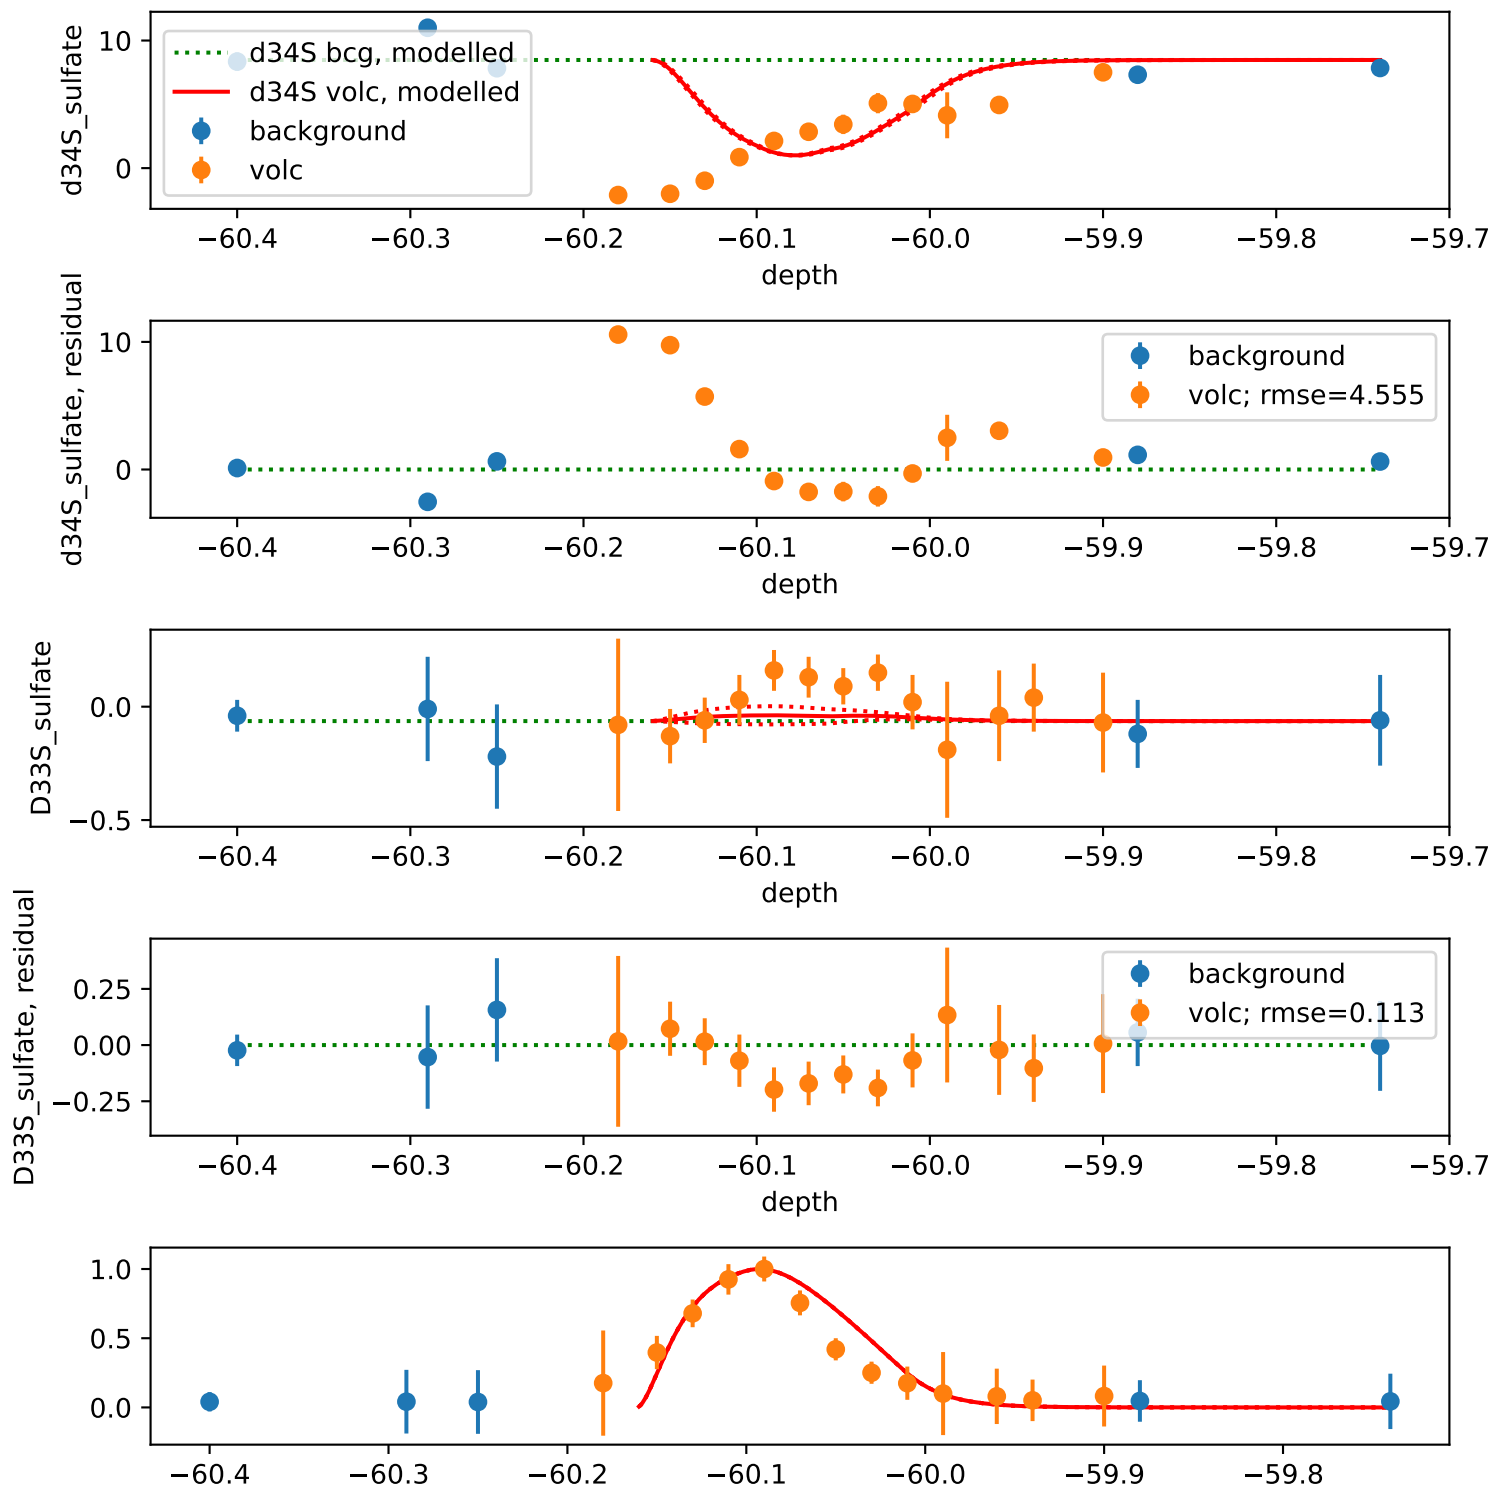 d34S_sulfate
10
0
d34S bcg, modelled
d34S volc, modelled
background
volc
−60.4 −60.3 −60.2 −60.1 −60.0 −59.9 −59.8 −59.7
depth
d34S_sulfate, residual
10
0
background
volc; rmse=4.555
−60.4 −60.3 −60.2 −60.1 −60.0 −59.9 −59.8 −59.7
depth
D33S_sulfate
0.0
−0.5
−60.4 −60.3 −60.2 −60.1 −60.0 −59.9 −59.8 −59.7
depth
D33S_sulfate, residual
0.25
0.00
−0.25
background
volc; rmse=0.113
−60.4 −60.3 −60.2 −60.1 −60.0 −59.9 −59.8 −59.7
depth
1.0
0.5
0.0
−60.4 −60.3 −60.2 −60.1 −60.0 −59.9 −59.8